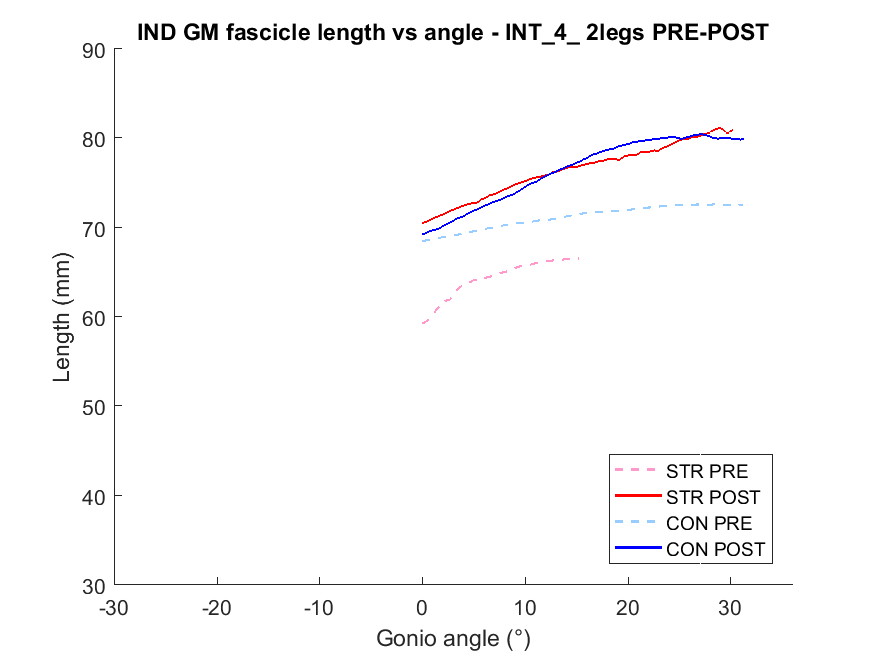 IND GM fascicle length vs angle - INT_4_ 2legs PRE-POST
90
80
70
60
50
40
30
Length (mm)
-30
-20
-10
0
10
20
30
Gonio angle (°)
STR PRE
STR POST
CON PRE
CON POST